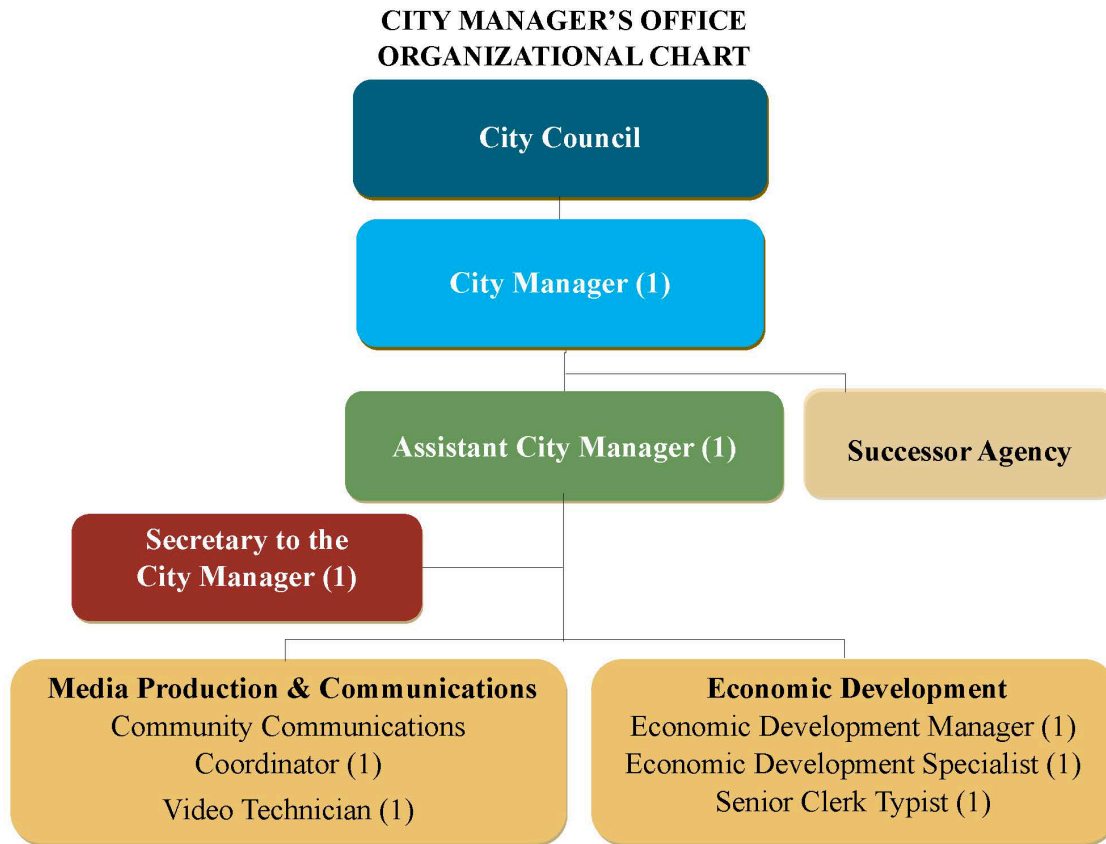 CITY MANAGER’S OFFICE
ORGANIZATIONAL CHART
City Council
City Manager (1)
Assistant City Manager (1)
Successor Agency
Secretary to the
City Manager (1)
Media Production & Communications
Community Communications
Coordinator (1)
Video Technician (1)
Economic Development
Economic Development Manager (1)
Economic Development Specialist (1)
Senior Clerk Typist (1)